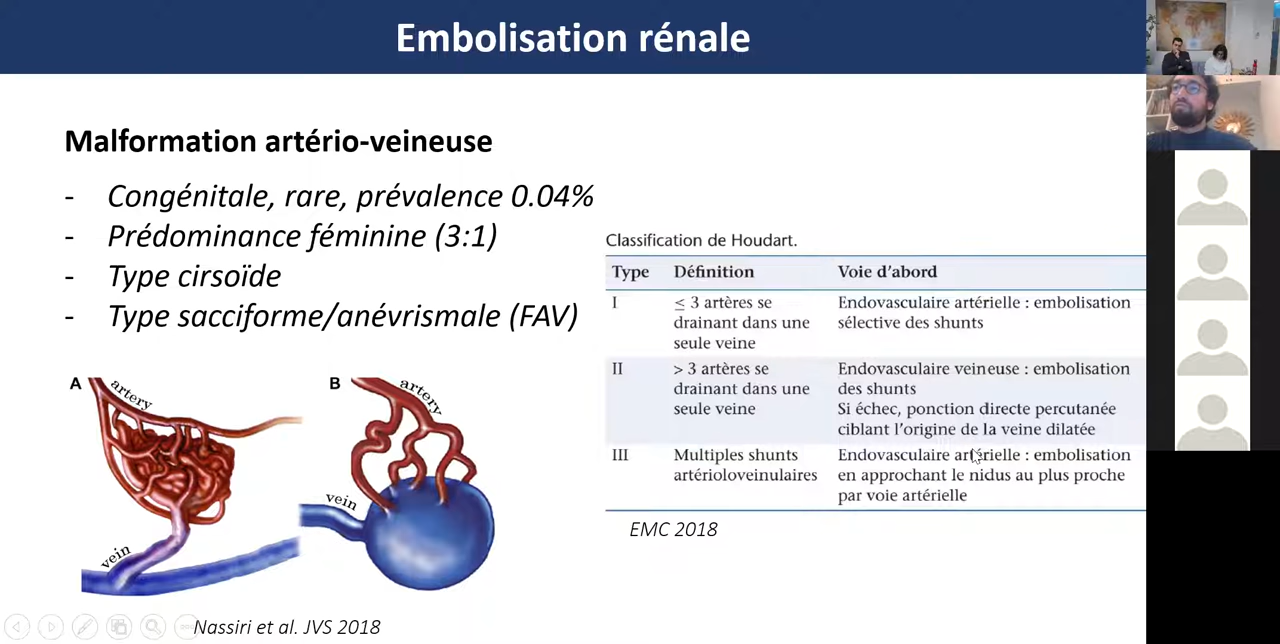 Embolisation rénale
Malformation artério-veineuse
- Congénitale, rare, prévalence 0.04%
- Prédominance féminine (3:1)
- Type cirsoïde
- Type sacciforme/anévrismale (FAV)
Classification de Houdart.
Type Définition Voie d'abord
I ≤ 3 artères se Endovasculaire artérielle : embolisation
drainant dans une sélective des shunts
seule veine
II > 3 artères se Endovasculaire veineuse : embolisation
drainant dans une des shunts
seule veine Si échec, ponction directe percutanée
ciblant l'origine de la veine dilatée
III Multiples shunts Endovasculaire artérielle : embolisation
artérioloveinulaires en approchant le nidus au plus proche
par voie artérielle
EMC 2018
A artery
vein
B artery
vein
Nassiri et al. JVS 2018